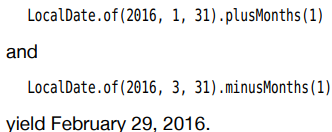 LocalDate.of(2016, 1, 31).plusMonths(1)
and
LocalDate.of(2016, 3, 31).minusMonths(1)
yield February 29, 2016.